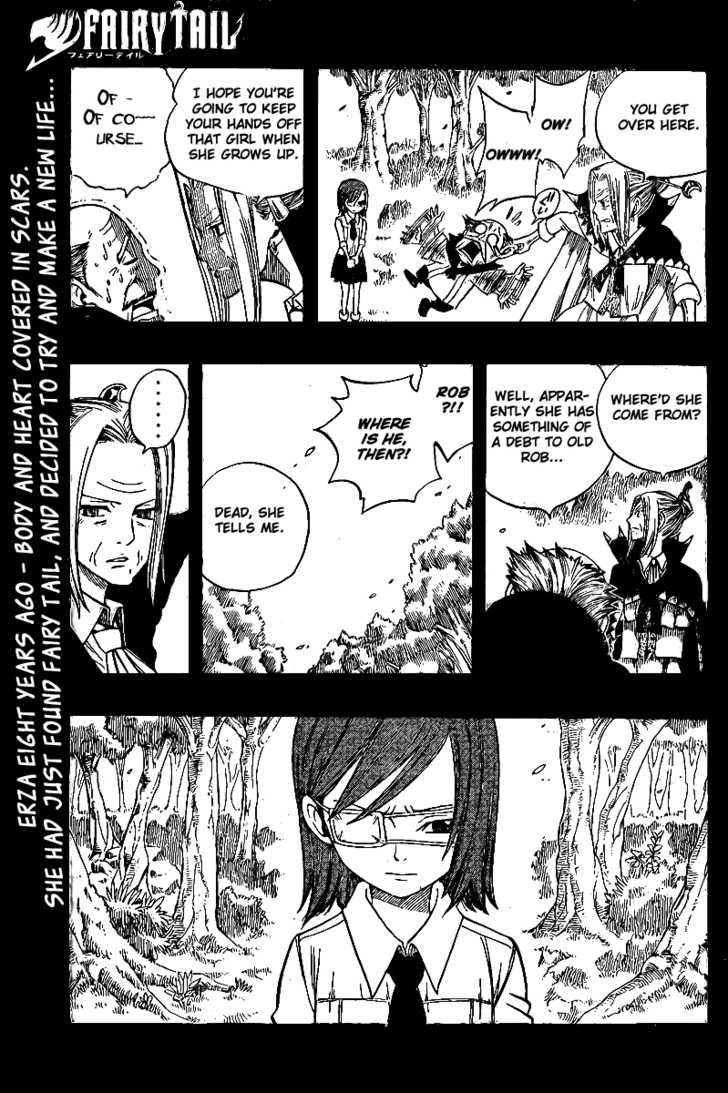 FAIRY TAIL
フェアリーテイル
ERZA EIGHT YEARS AGO - BODY AND HEART COVERED IN SCARS.
SHE HAD JUST FOUND FAIRY TAIL, AND DECIDED TO TRY AND MAKE A NEW LIFE...
YOU GET
OVER HERE.
OW!
OWWW!
I HOPE YOU'RE
GOING TO KEEP
YOUR HANDS OFF
THAT GIRL WHEN
SHE GROWS UP.
OF -
OF CO~~
URSE...
WHERE'D SHE
COME FROM?
WELL, APPAR-
ENTLY SHE HAS
SOMETHING OF
A DEBT TO OLD
ROB...
ROB
?!!
WHERE
IS HE,
THEN?!
DEAD, SHE
TELLS ME.
.....